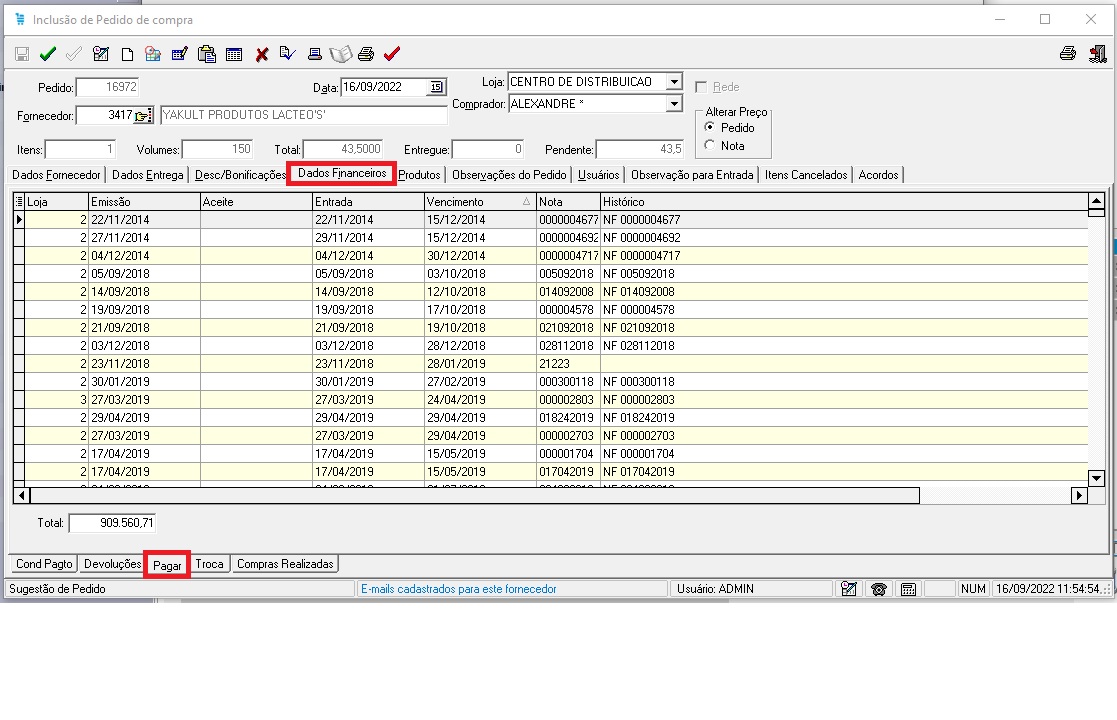 Inclusão de Pedido de compra
Pedido: 16972 Data: 16/09/2022 15 Loja: CENTRO DE DISTRIBUICAO Rede
Fornecedor: 3417 'YAKULT PRODUTOS LACTEO'S' Comprador: ALEXANDRE *
Alterar Preço
Pedido
Nota
Itens: 1 Volumes: 150 Total: 43,5000 Entregue: 0 Pendente: 43,5
Dados Fornecedor Dados Entrega Desc/Bonificações Dados Financeiros Produtos Observações do Pedido Usuários Observação para Entrada Itens Cancelados Acordos
Loja Emissão Aceite Entrada Vencimento Nota Histórico
2 22/11/2014 22/11/2014 15/12/2014 0000004677 NF 0000004677
2 27/11/2014 29/11/2014 15/12/2014 0000004692 NF 0000004692
2 04/12/2014 04/12/2014 30/12/2014 0000004717 NF 0000004717
2 05/09/2018 05/09/2018 03/10/2018 005092018 NF 005092018
2 14/09/2018 14/09/2018 12/10/2018 014092008 NF 014092008
2 19/09/2018 19/09/2018 17/10/2018 000004578 NF 000004578
2 21/09/2018 21/09/2018 19/10/2018 021092018 NF 021092018
2 03/12/2018 03/12/2018 28/12/2018 028112018 NF 028112018
2 23/11/2018 23/11/2018 28/01/2019 21223
2 30/01/2019 30/01/2019 27/02/2019 000300118 NF 000300118
3 27/03/2019 27/03/2019 24/04/2019 000002803 NF 000002803
2 29/04/2019 29/04/2019 29/04/2019 018242019 NF 018242019
2 27/03/2019 27/03/2019 29/04/2019 000002703 NF 000002703
2 17/04/2019 17/04/2019 15/05/2019 000001704 NF 000001704
2 17/04/2019 17/04/2019 15/05/2019 017042019 NF 017042019
Total: 909.560,71
Cond Pagto Devoluções Pagar Troca Compras Realizadas
Sugestão de Pedido E-mails cadastrados para este fornecedor Usuário: ADMIN NUM 16/09/2022 11:54:54